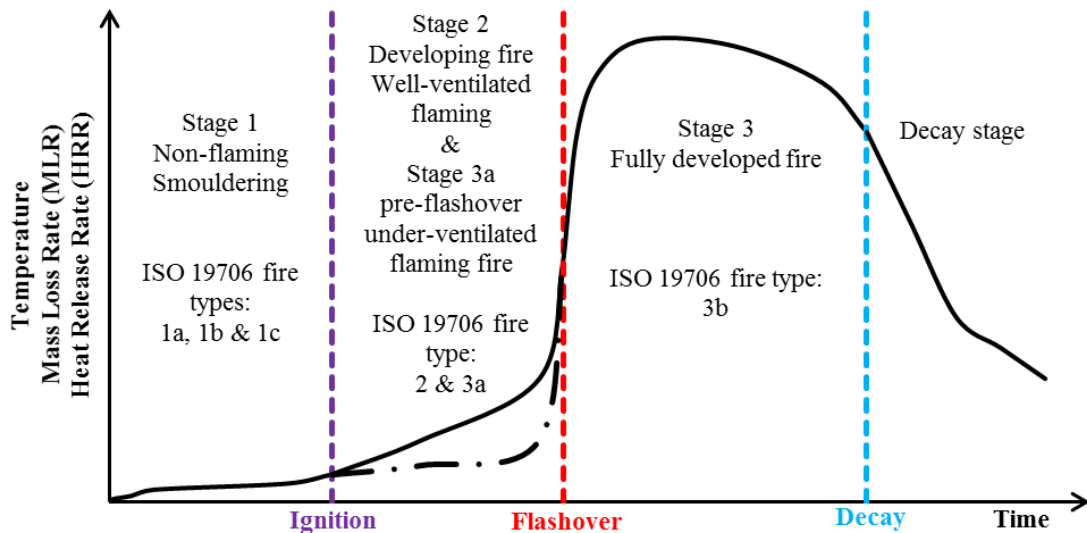 Temperature
Mass Loss Rate (MLR)
Heat Release Rate (HRR)
Stage 1
Non-flaming
Smouldering
ISO 19706 fire
types:
1a, 1b & 1c
Stage 2
Developing fire
Well-ventilated
flaming
&
Stage 3a
pre-flashover
under-ventilated
flaming fire
ISO 19706 fire
type:
2 & 3a
Stage 3
Fully developed fire
ISO 19706 fire type:
3b
Decay stage
Ignition
Flashover
Decay
Time